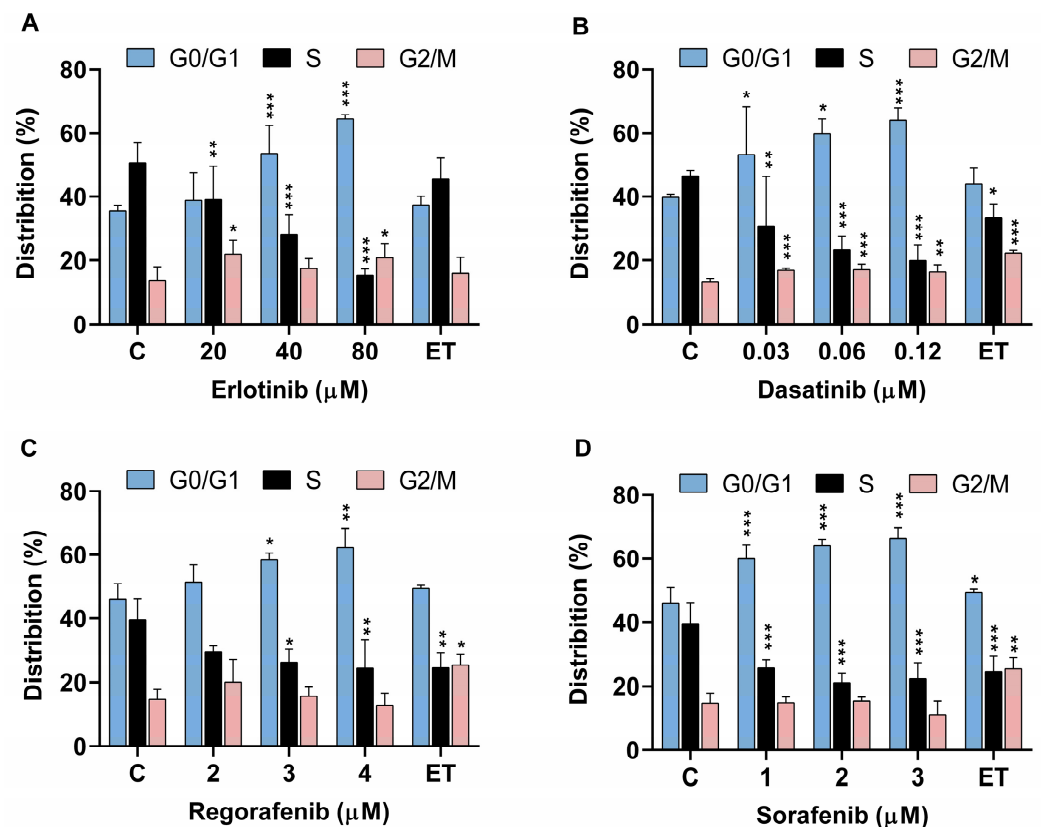 A
G0/G1 S G2/M
Distribition (%)
80
60
40
20
0
** * *** *** *** *** *
C 20 40 80 ET
Erlotinib (μM)
B
G0/G1 S G2/M
Distribition (%)
80
60
40
20
0
* ** *** * *** *** *** *** ** * ***
C 0.03 0.06 0.12 ET
Dasatinib (μM)
C
G0/G1 S G2/M
Distribition (%)
80
60
40
20
0
* * ** ** ** *
C 2 3 4 ET
Regorafenib (μM)
D
G0/G1 S G2/M
Distribition (%)
80
60
40
20
0
*** *** *** *** *** *** * *** **
C 1 2 3 ET
Sorafenib (μM)